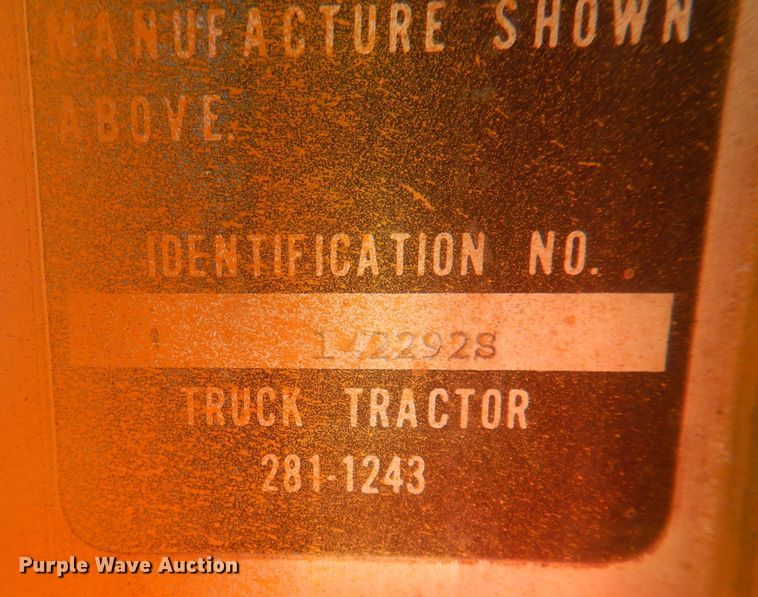 MANUFACTURE SHOWN
ABOVE.
IDENTIFICATION NO.
TRUCK TRACTOR
281-1243
Purple Wave Auction